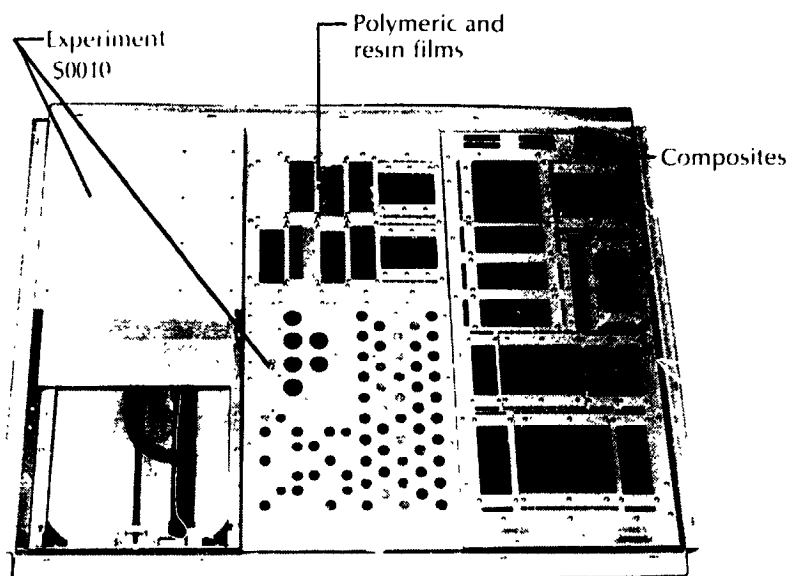 Experiment
S0010
Polymeric and
resin films
Composites